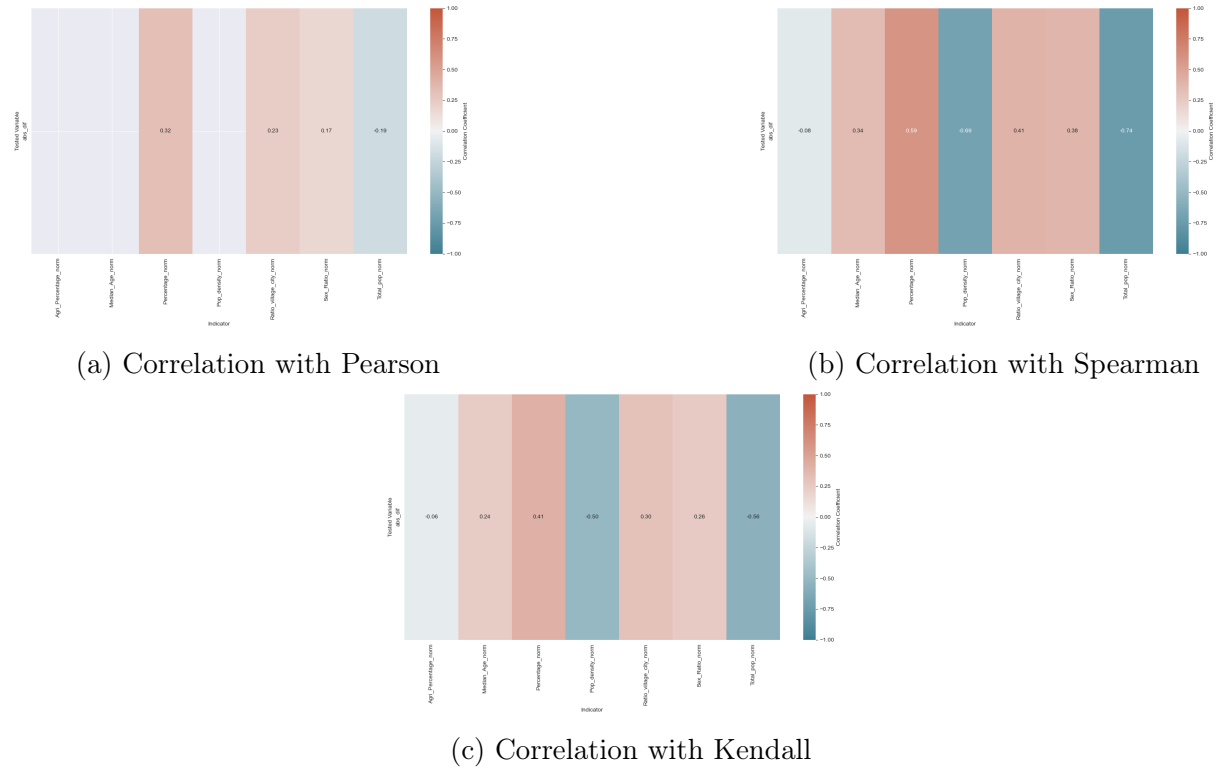 1.00
0.75
0.50
0.25
0.00
−0.25
−0.50
−0.75
−1.00
Correlation Coefficient
Tested Variable
abs_dif
0.32
0.23
0.17
-0.19
Agri_Percentage_norm
Median_Age_norm
Percentage_norm
Pop_density_norm
Ratio_village_city_norm
Sex_Ratio_norm
Total_pop_norm
Indicator
(a) Correlation with Pearson
1.00
0.75
0.50
0.25
0.00
−0.25
−0.50
−0.75
−1.00
Correlation Coefficient
Tested Variable
abs_dif
-0.08
0.34
0.59
-0.69
0.41
0.38
-0.74
Agri_Percentage_norm
Median_Age_norm
Percentage_norm
Pop_density_norm
Ratio_village_city_norm
Sex_Ratio_norm
Total_pop_norm
Indicator
(b) Correlation with Spearman
1.00
0.75
0.50
0.25
0.00
−0.25
−0.50
−0.75
−1.00
Correlation Coefficient
Tested Variable
abs_dif
-0.06
0.24
0.41
-0.50
0.30
0.26
Agri_Percentage_norm
Median_Age_norm
Percentage_norm
Pop_density_norm
Ratio_village_city_norm
Sex_Ratio_norm
Total_pop_norm
Indicator
(c) Correlation with Kendall